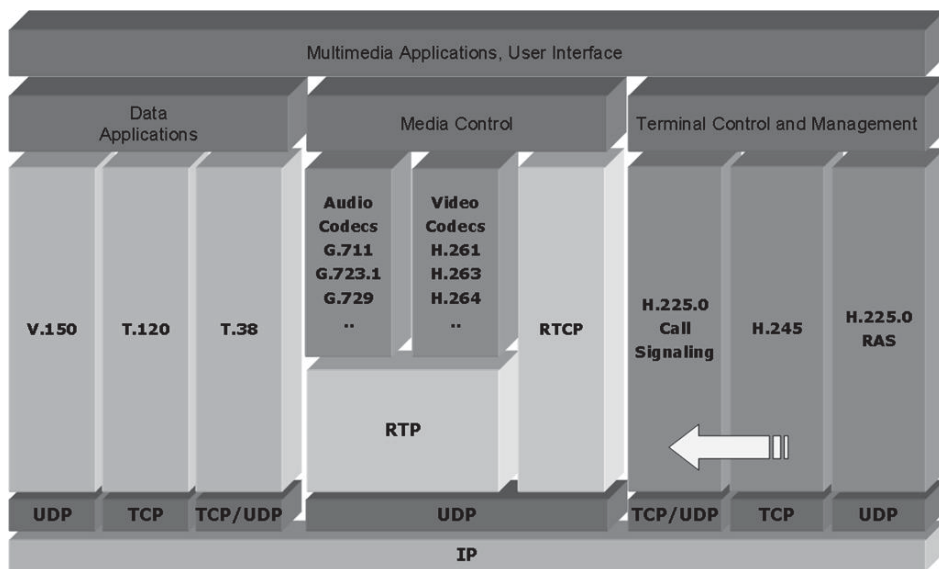 Multimedia Applications, User Interface
Data
Applications
Media Control
Terminal Control and Management
V.150
T.120
T.38
Audio
Codecs
G.711
G.723.1
G.729
..
Video
Codecs
H.261
H.263
H.264
..
RTP
RTCP
H.225.0
Call
Signaling
H.245
H.225.0
RAS
UDP
TCP
TCP/UDP
UDP
TCP/UDP
TCP
UDP
IP